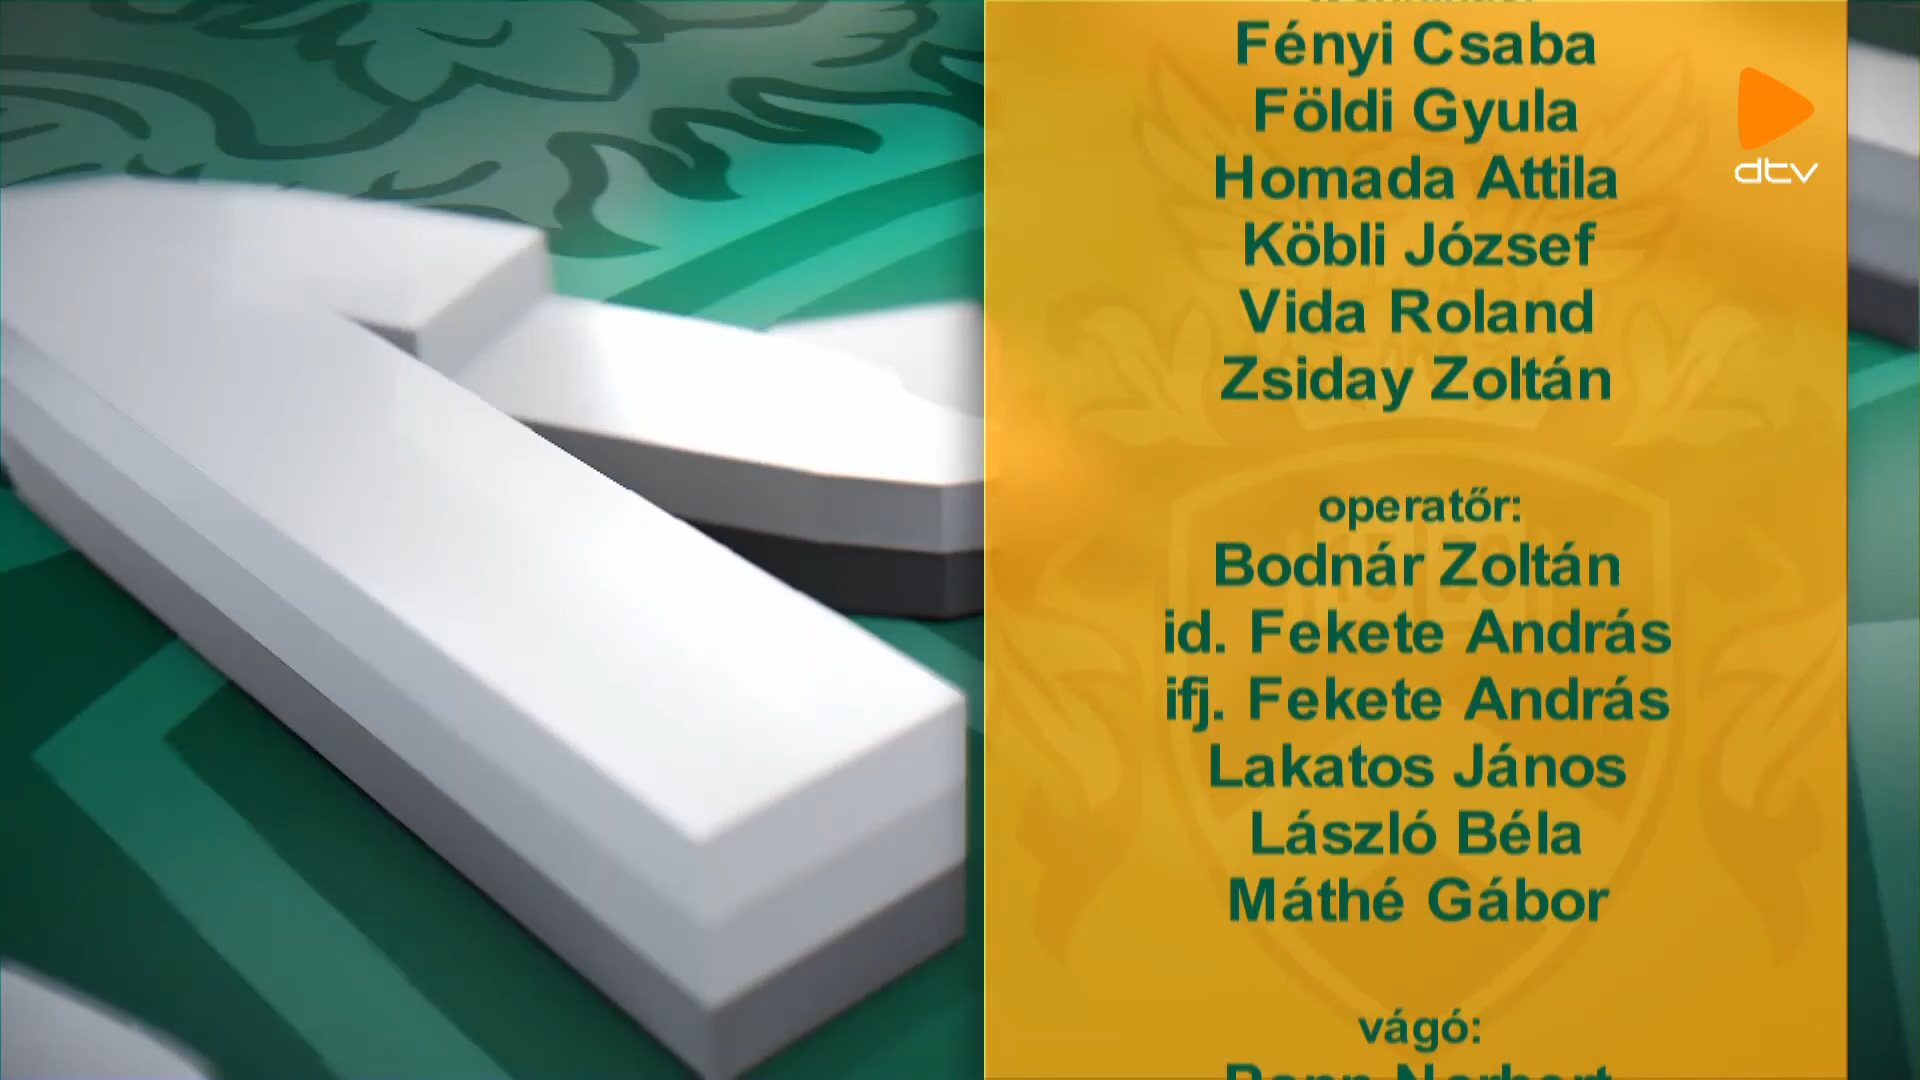 Fényi Csaba
Földi Gyula
Homada Attila
Köbli József
Vida Roland
Zsiday Zoltán
dtv
operatőr:
Bodnár Zoltán
id. Fekete András
ifj. Fekete András
Lakatos János
László Béla
Máthé Gábor
vágó: